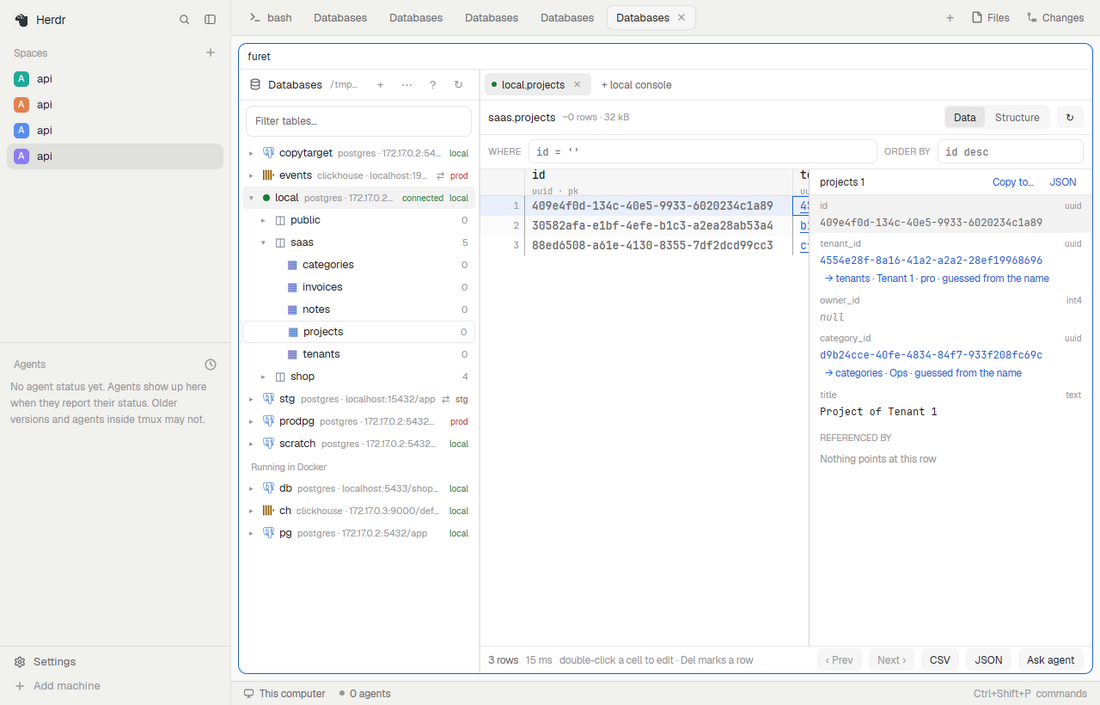 Herdr
bash
Databases
Databases
Databases
Databases
Databases ×
+
Files
Changes
Spaces +
A api
A api
A api
A api
Agents
No agent status yet. Agents show up here
when they report their status. Older
versions and agents inside tmux may not.
Settings
+ Add machine
furet
Databases /tmp... + ... ? ↻
Filter tables...
▸ copytarget postgres · 172.17.0.2:54... local
▸ events clickhouse · localhost:19... ⇄ prod
▾ ● local postgres · 172.17.0.2... connected local
▸ public 0
▾ saas 5
categories 0
invoices 0
notes 0
projects 0
tenants 0
▸ shop 4
▸ stg postgres · localhost:15432/app ⇄ stg
▸ prodpg postgres · 172.17.0.2:5432... prod
▸ scratch postgres · 172.17.0.2:5432... local
Running in Docker
▸ db postgres · localhost:5433/shop... local
▸ ch clickhouse · 172.17.0.3:9000/def... local
▸ pg postgres · 172.17.0.2:5432/app local
● local.projects ×
+ local console
saas.projects ~0 rows · 32 kB
Data Structure ↻
WHERE id = ''
ORDER BY id desc
id
uuid · pk
1 409e4f0d-134c-40e5-9933-6020234c1a89
2 30582afa-e1bf-4efe-b1c3-a2ea28ab53a4
3 88ed6508-a61e-4130-8355-7df2dcd99cc3
projects 1 Copy to... JSON
id uuid
409e4f0d-134c-40e5-9933-6020234c1a89
tenant_id uuid
4554e28f-8a16-41a2-a2a2-28ef19968696
→ tenants · Tenant 1 · pro · guessed from the name
owner_id int4
null
category_id uuid
d9b24cce-40fe-4834-84f7-933f208fc69c
→ categories · Ops · guessed from the name
title text
Project of Tenant 1
REFERENCED BY
Nothing points at this row
3 rows 15 ms double-click a cell to edit · Del marks a row
‹ Prev Next › CSV JSON Ask agent
This computer ● 0 agents
Ctrl+Shift+P commands